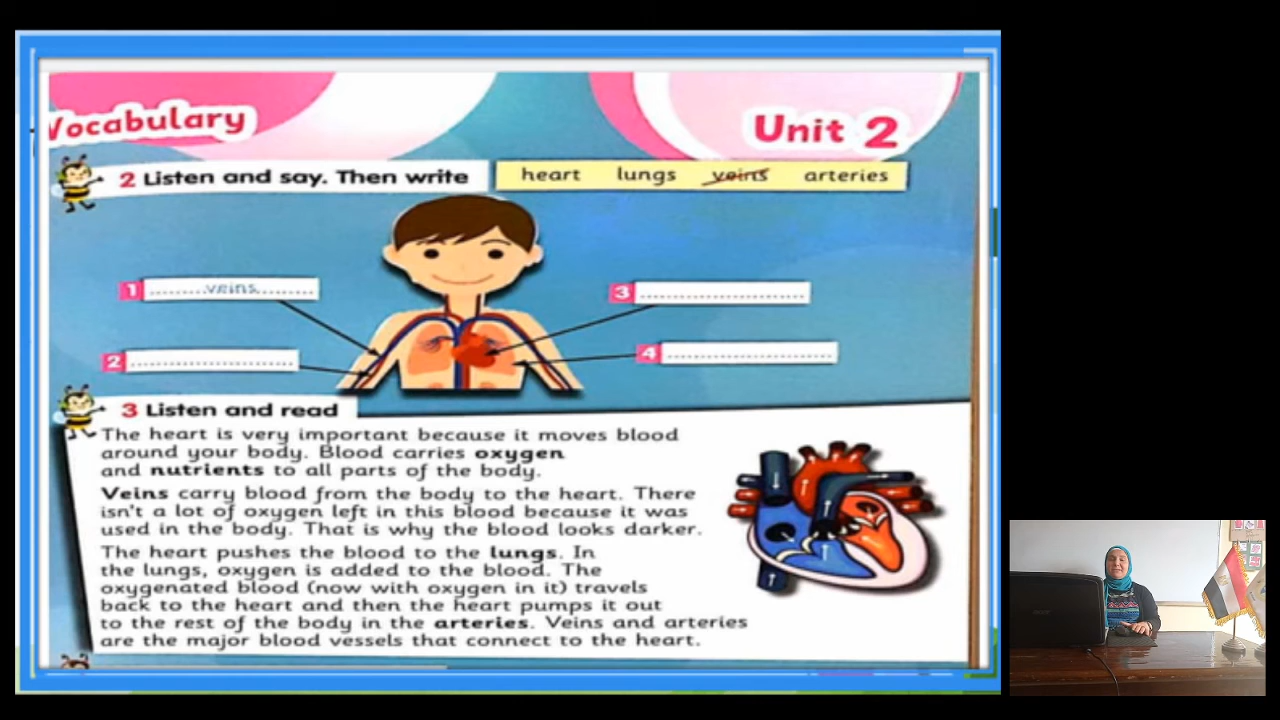 Vocabulary
Unit 2
2 Listen and say. Then write
heart lungs veins arteries
1 ........veins........
2 ........................
3 ........................
4 ........................
3 Listen and read
The heart is very important because it moves blood
around your body. Blood carries oxygen
and nutrients to all parts of the body.
Veins carry blood from the body to the heart. There
isn't a lot of oxygen left in this blood because it was
used in the body. That is why the blood looks darker.
The heart pushes the blood to the lungs. In
the lungs, oxygen is added to the blood. The
oxygenated blood (now with oxygen in it) travels
back to the heart and then the heart pumps it out
to the rest of the body in the arteries. Veins and arteries
are the major blood vessels that connect to the heart.